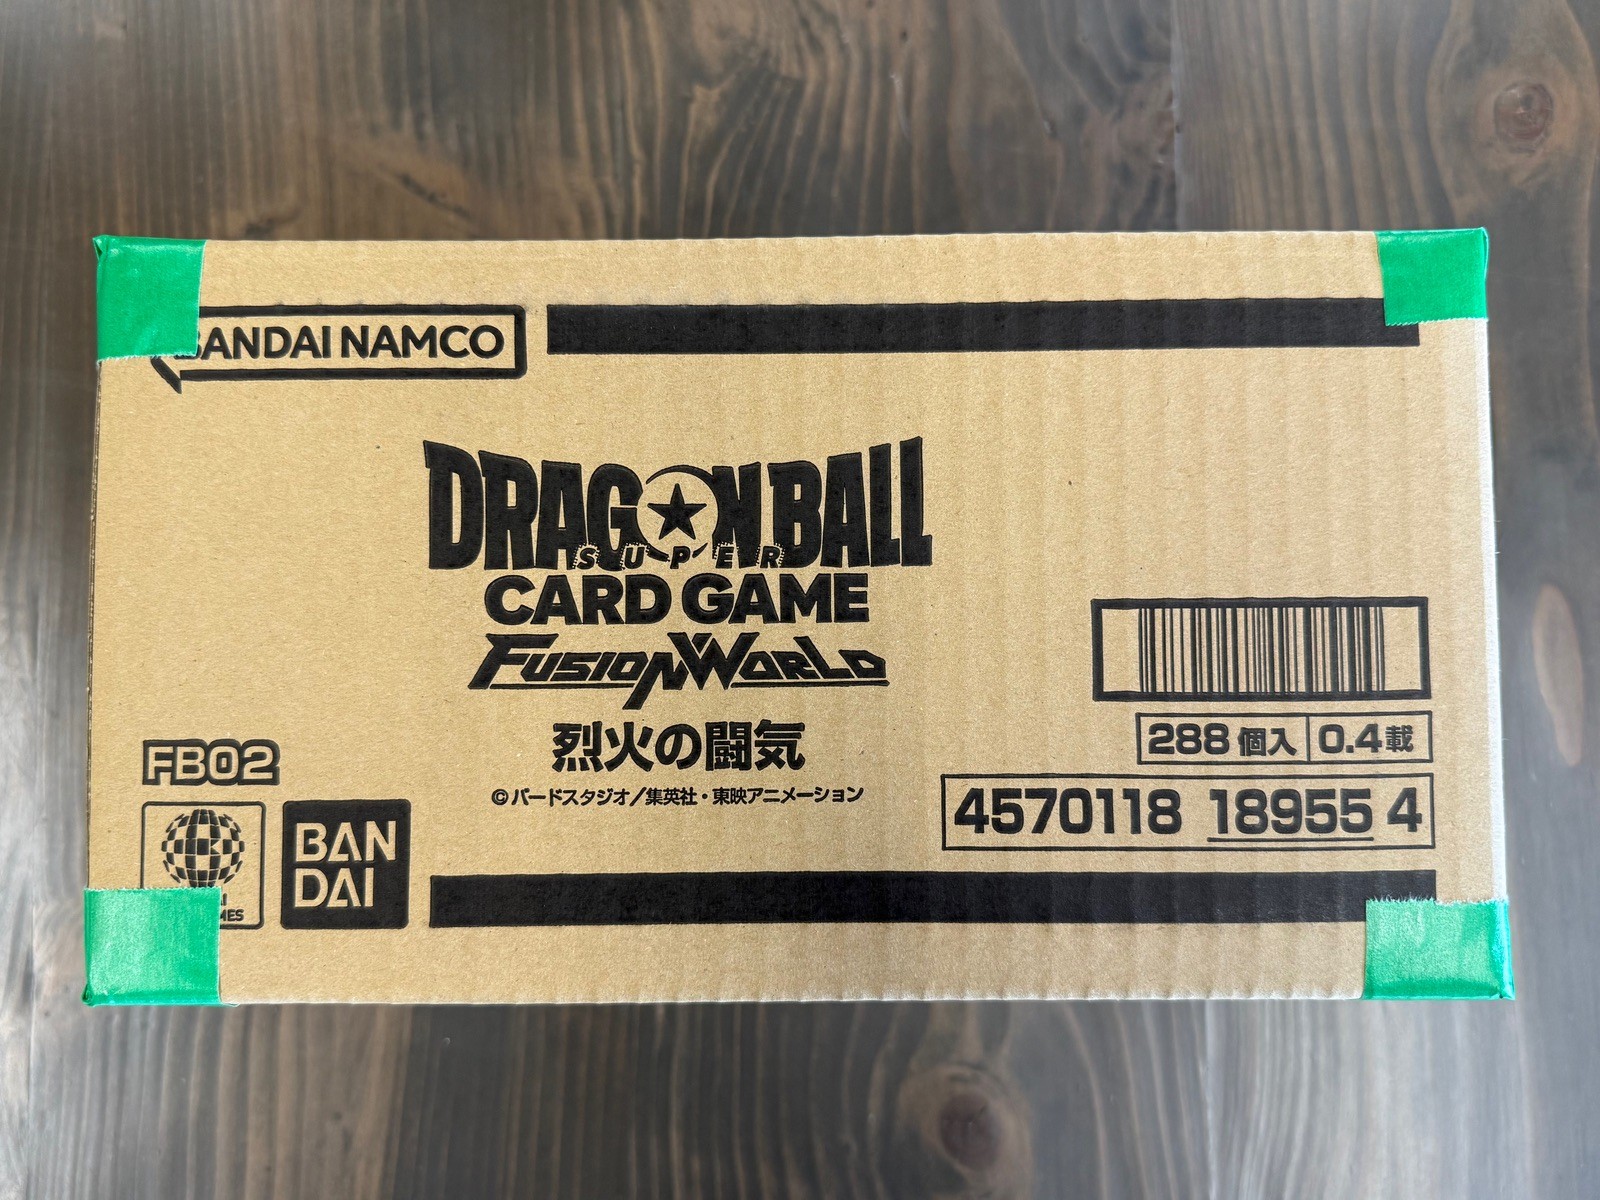 BANDAI NAMCO
DRAGON BALL
SUPER
CARD GAME
FUSION WORLD
烈火の闘気
©バードスタジオ/集英社・東映アニメーション
FB02
BAN
DAI
288 個入 0.4載
4570118 18955 4